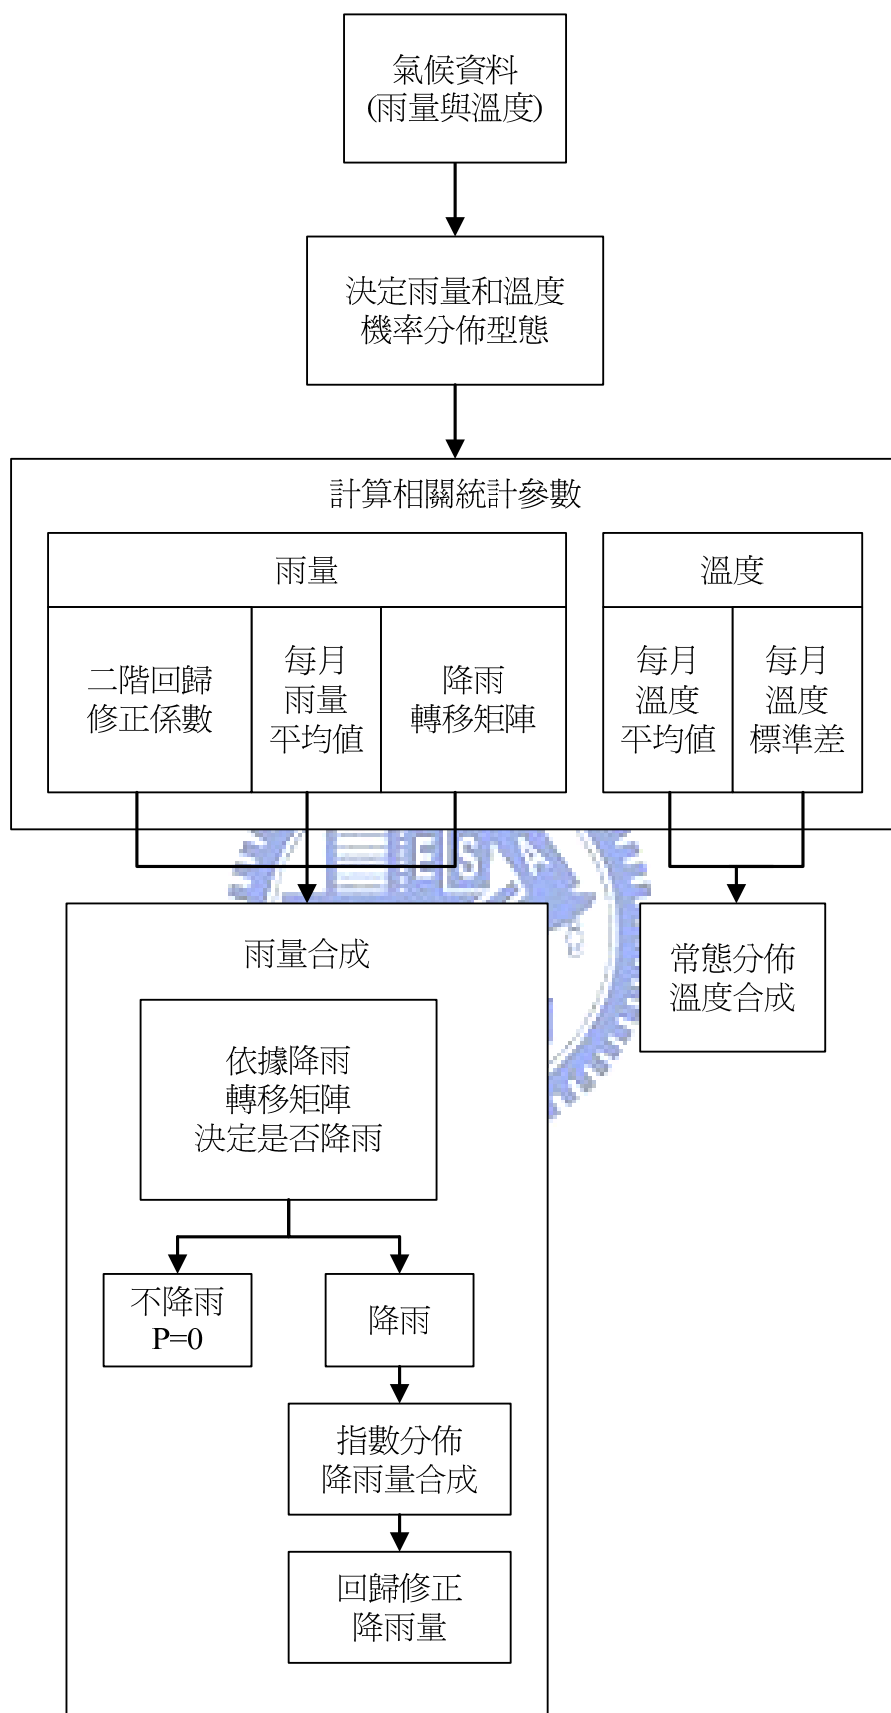 氣候資料
(雨量與溫度)
決定雨量和溫度
機率分佈型態
計算相關統計參數
雨量
溫度
二階回歸
修正係數
每月
雨量
平均值
降雨
轉移矩陣
每月
溫度
平均值
每月
溫度
標準差
ESA
雨量合成
常態分佈
溫度合成
依據降雨
轉移矩陣
決定是否降雨
不降雨
P=0
降雨
指數分佈
降雨量合成
回歸修正
降雨量